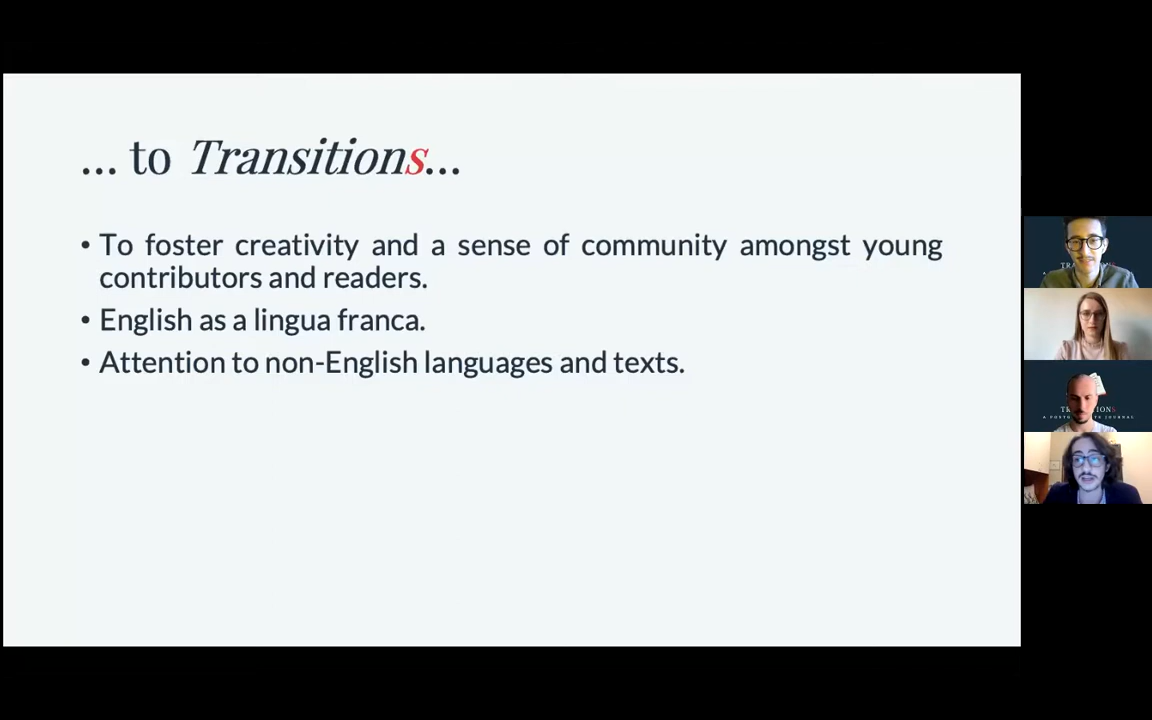 ... to Transitions...
• To foster creativity and a sense of community amongst young
contributors and readers.
• English as a lingua franca.
• Attention to non-English languages and texts.